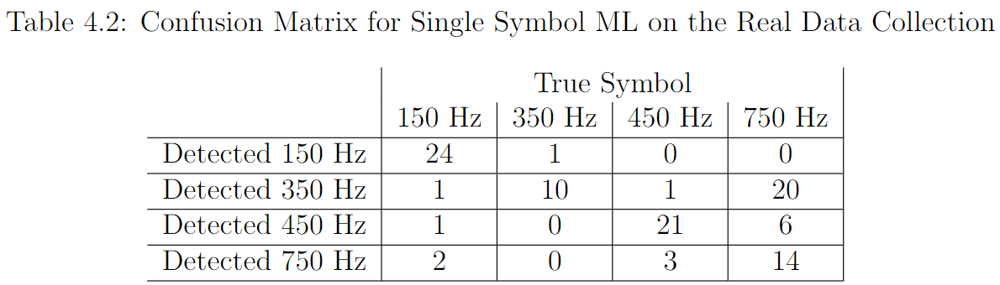 Table 4.2: Confusion Matrix for Single Symbol ML on the Real Data Collection
True Symbol
150 Hz 350 Hz 450 Hz 750 Hz
Detected 150 Hz 24 1 0 0
Detected 350 Hz 1 10 1 20
Detected 450 Hz 1 0 21 6
Detected 750 Hz 2 0 3 14